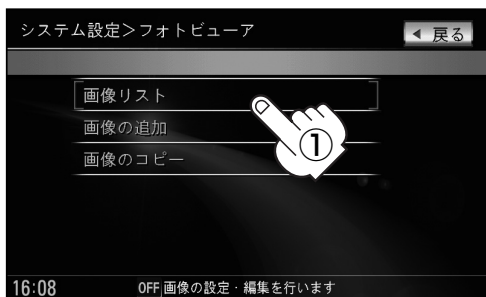 システム設定＞フォトビューア
◀ 戻る
画像リスト
画像の追加
画像のコピー
①
16:08 OFF 画像の設定・編集を行います